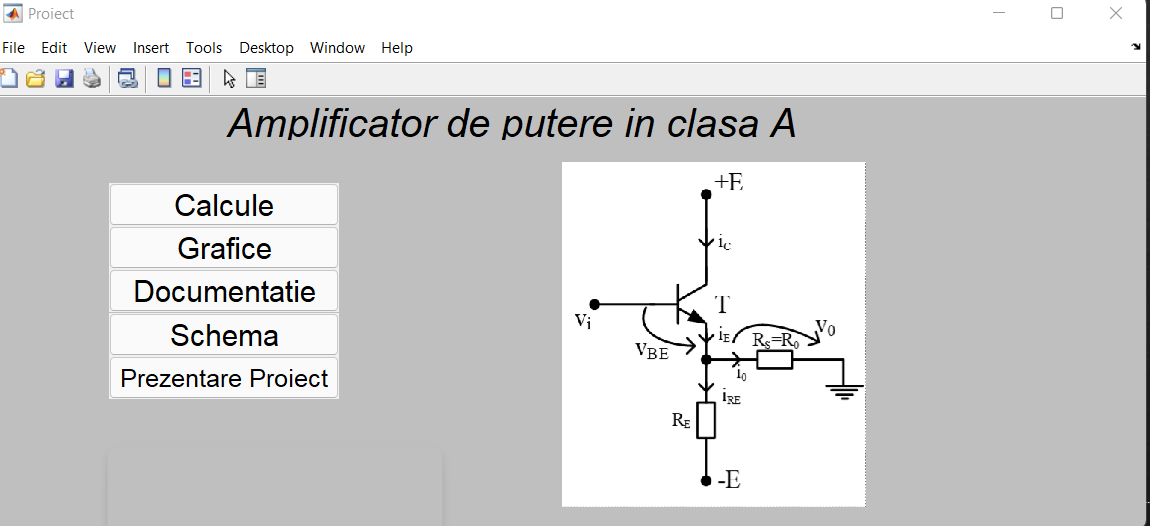 Proiect
File Edit View Insert Tools Desktop Window Help
Amplificator de putere in clasa A
Calcule
Grafice
Documentatie
Schema
Prezentare Proiect
+E
iC
T
vi
vBE
iE
RS=R0
v0
i0
iRE
RE
-E